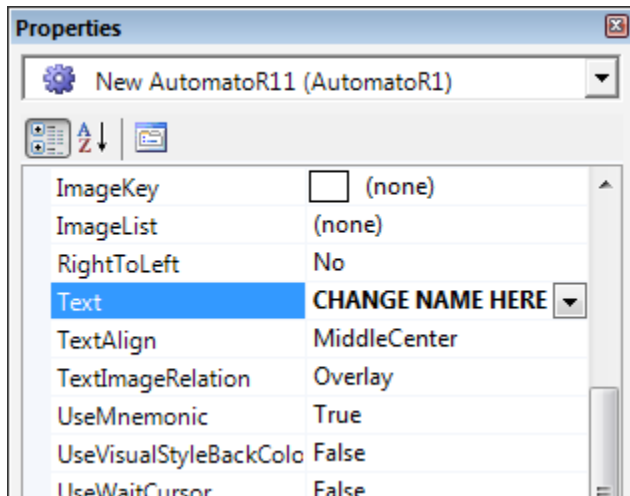 Properties
New AutomatoR11 (AutomatoR1)
A
Z
ImageKey (none)
ImageList (none)
RightToLeft No
Text CHANGE NAME HERE
TextAlign MiddleCenter
TextImageRelation Overlay
UseMnemonic True
UseVisualStyleBackColo False
UseWaitCursor False